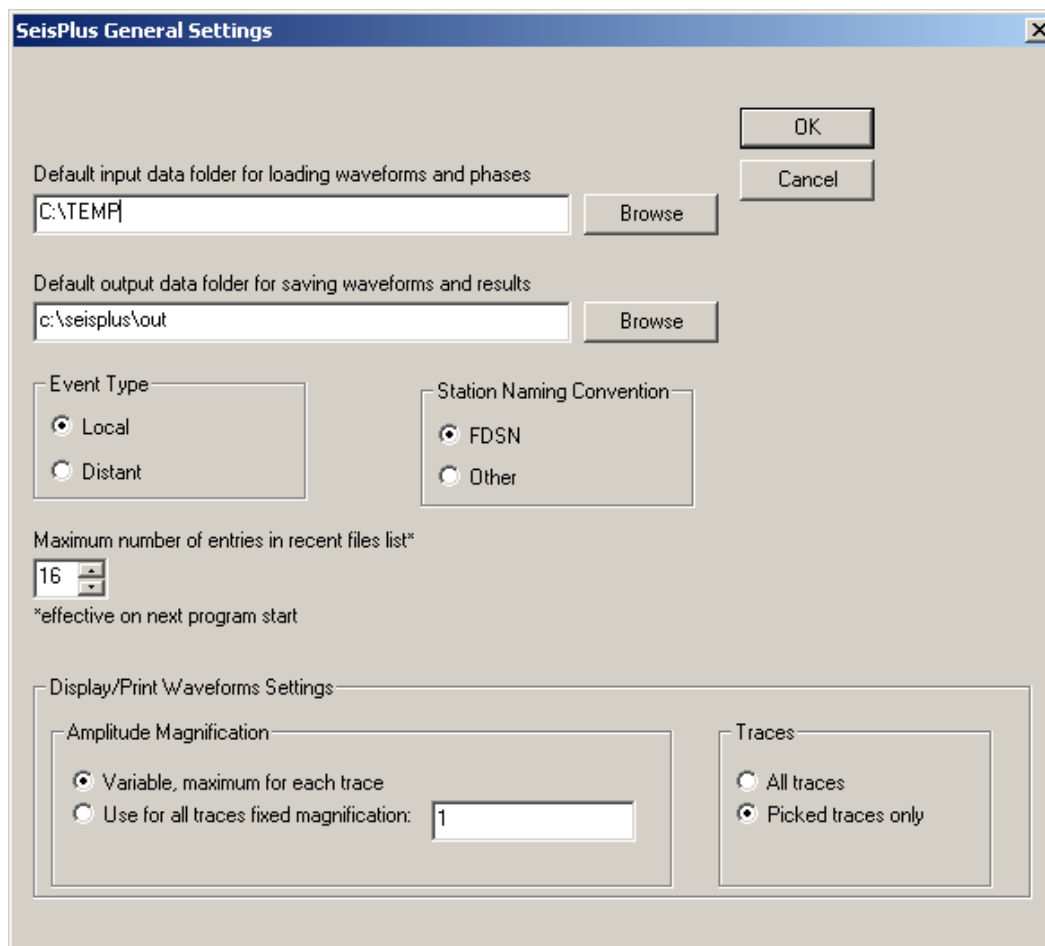 SeisPlus General Settings
OK
Default input data folder for loading waveforms and phases
Cancel
C:\TEMP
Browse
Default output data folder for saving waveforms and results
c:\seisplus\out
Browse
Event Type
Local
Distant
Station Naming Convention
FDSN
Other
Maximum number of entries in recent files list*
16
*effective on next program start
Display/Print Waveforms Settings
Amplitude Magnification
Variable, maximum for each trace
Use for all traces fixed magnification:
1
Traces
All traces
Picked traces only